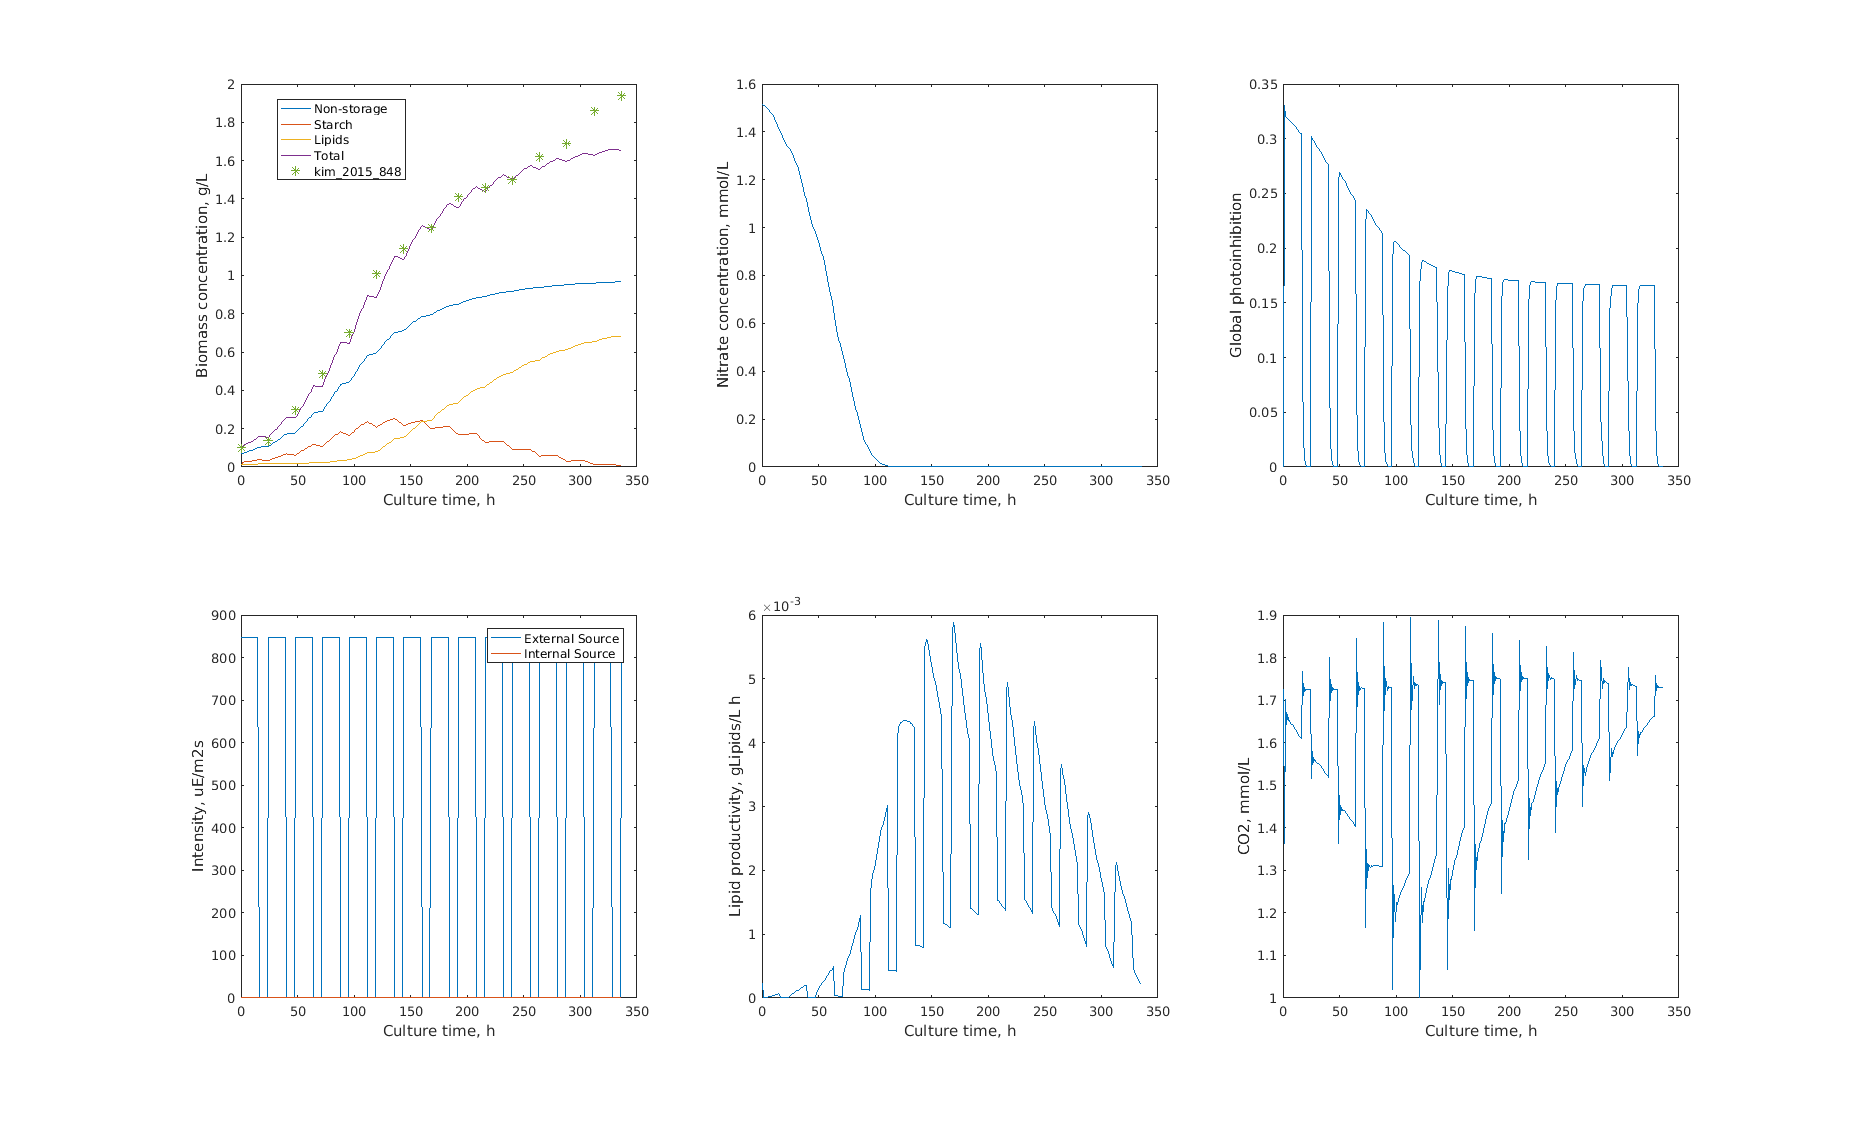 2
1.8
1.6
1.4
1.2
1
0.8
0.6
0.4
0.2
0
Biomass concentration, g/L
Non-storage
Starch
Lipids
Total
kim_2015_848
0 50 100 150 200 250 300 350
Culture time, h
1.6
1.4
1.2
1
0.8
0.6
0.4
0.2
0
Nitrate concentration, mmol/L
0 50 100 150 200 250 300 350
Culture time, h
0.35
0.3
0.25
0.2
0.15
0.1
0.05
0
Global photoinhibition
0 50 100 150 200 250 300 350
Culture time, h
900
800
700
600
500
400
300
200
100
0
Intensity, uE/m2s
External Source
Internal Source
0 50 100 150 200 250 300 350
Culture time, h
×10-3
6
5
4
3
2
1
0
Lipid productivity, gLipids/L h
0 50 100 150 200 250 300 350
Culture time, h
1.9
1.8
1.7
1.6
1.5
1.4
1.3
1.2
1.1
1
CO2, mmol/L
0 50 100 150 200 250 300 350
Culture time, h